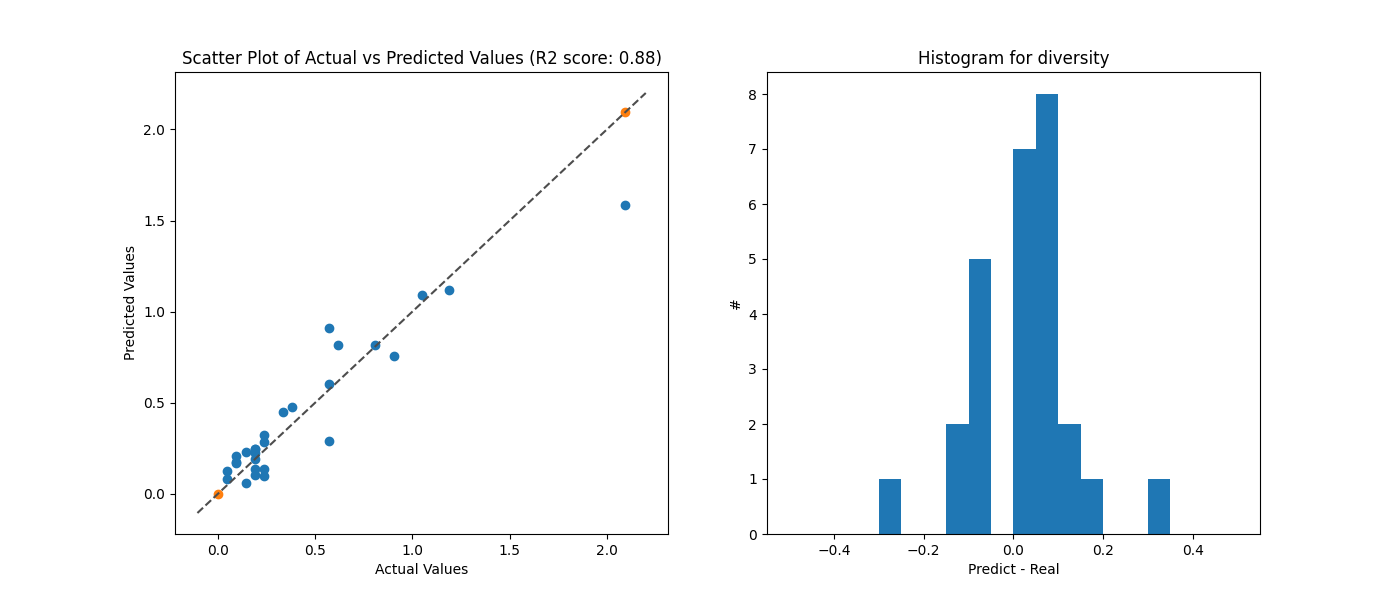 Scatter Plot of Actual vs Predicted Values (R2 score: 0.88)
Predicted Values
2.0
1.5
1.0
0.5
0.0
0.0 0.5 1.0 1.5 2.0
Actual Values
Histogram for diversity
#
8
7
6
5
4
3
2
1
0
−0.4 −0.2 0.0 0.2 0.4
Predict - Real